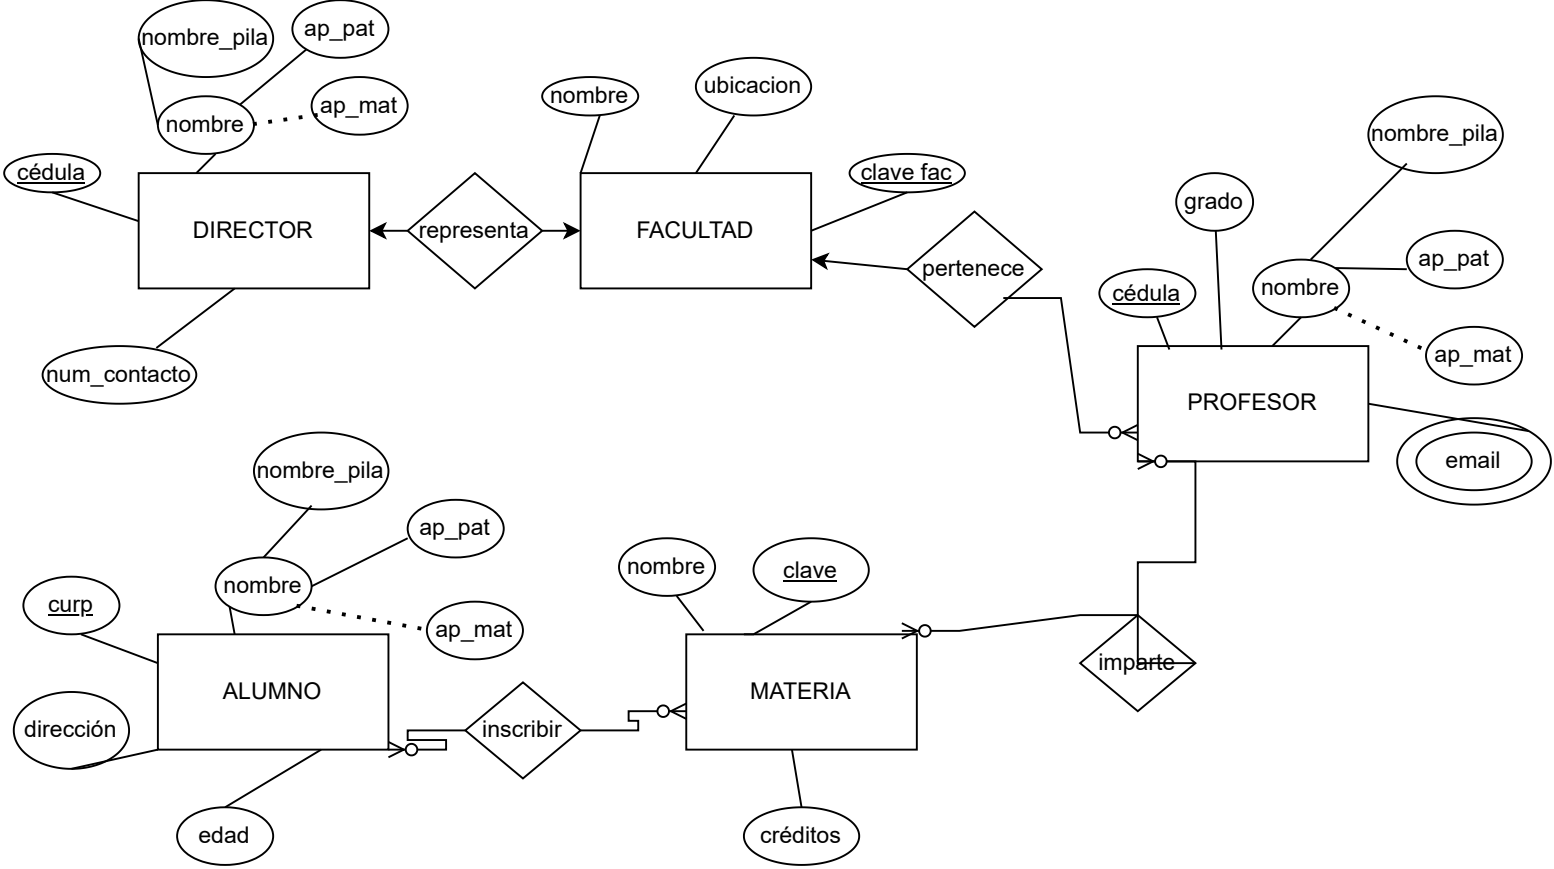 nombre_pila
ap_pat
ap_mat
nombre
cédula
DIRECTOR
num_contacto
representa
nombre
ubicacion
clave fac
FACULTAD
pertenece
nombre_pila
grado
ap_pat
nombre
cédula
ap_mat
PROFESOR
email
nombre_pila
ap_pat
nombre
curp
ap_mat
ALUMNO
dirección
edad
inscribir
nombre
clave
MATERIA
créditos
imparte